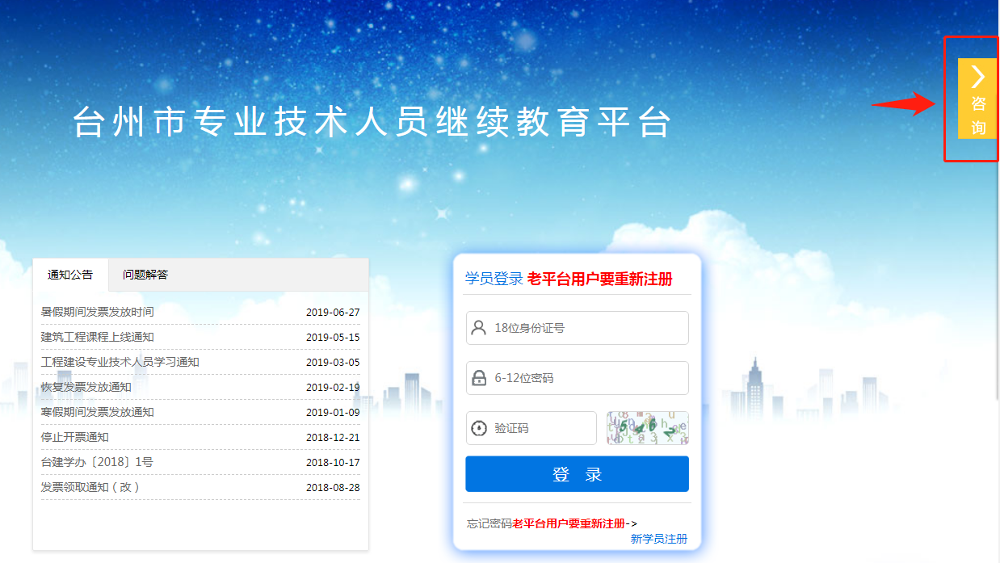 台州市专业技术人员继续教育平台
咨
询
通知公告 问题解答
暑假期间发票发放时间 2019-06-27
建筑工程课程上线通知 2019-05-15
工程建设专业技术人员学习通知 2019-03-05
恢复发票发放通知 2019-02-19
寒假期间发票发放通知 2019-01-09
停止开票通知 2018-12-21
台建学办〔2018〕1号 2018-10-17
发票领取通知（改） 2018-08-28
学员登录 老平台用户要重新注册
18位身份证号
6-12位密码
验证码
登 录
忘记密码老平台用户要重新注册->
新学员注册